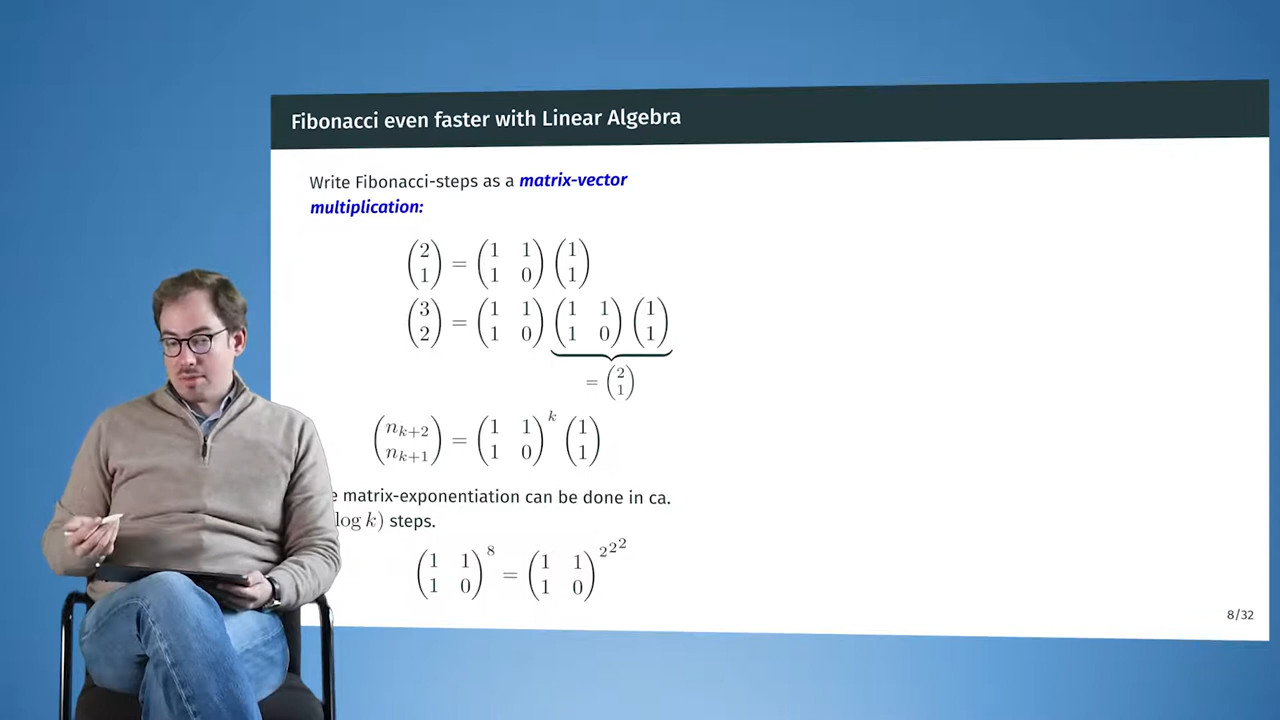 Fibonacci even faster with Linear Algebra
Write Fibonacci-steps as a matrix-vector
multiplication:
(2 1) = (1 1 1 0) (1 1)
(3 2) = (1 1 1 0) (1 1 1 0) (1 1)
= (2 1)
(n_{k+2} n_{k+1}) = (1 1 1 0)^k (1 1)
matrix-exponentiation can be done in ca.
log k) steps.
(1 1 1 0)^8 = (1 1 1 0)^{2^{2^2}}
8/32